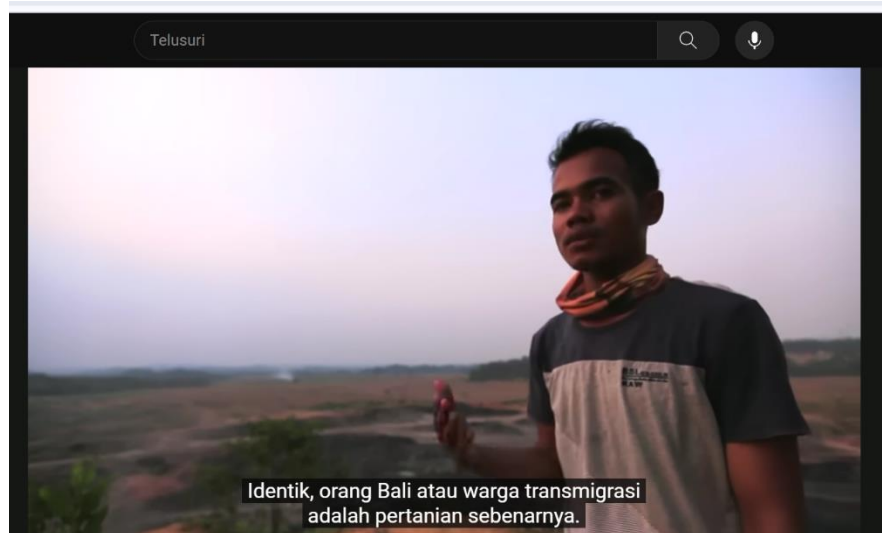 Telusuri
Identik, orang Bali atau warga transmigrasi
adalah pertanian sebenarnya.